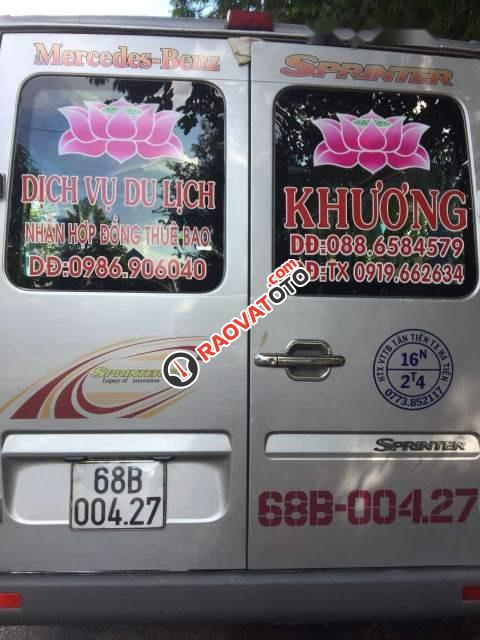 Mercedes-Benz
SPRINTER
DỊCH VỤ DU LỊCH
NHẬN HỢP ĐỒNG THUÊ BAO
DĐ:0986.906040
KHƯƠNG
DĐ:088.6584579
Đ:TX 0919.662634
RAOVATOTO.com
SPRINTER
Legacy of innovation
HTX VTTB TÂN TIẾN TX HÀ TIÊN
16N
2T4
0773.852117
SPRINTER
68B
004.27
68B-004.27